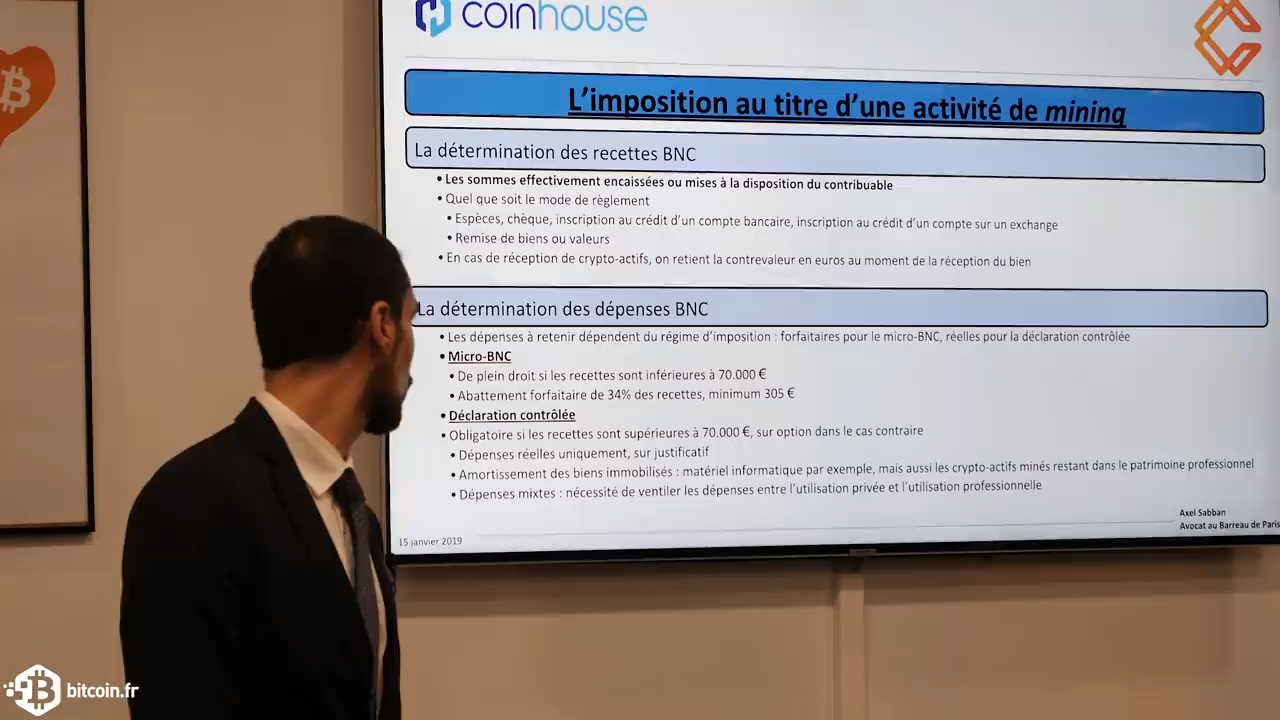 coinhouse
L'imposition au titre d'une activité de mining
La détermination des recettes BNC
• Les sommes effectivement encaissées ou mises à la disposition du contribuable
• Quel que soit le mode de règlement
• Espèces, chèque, inscription au crédit d'un compte bancaire, inscription au crédit d'un compte sur un exchange
• Remise de biens ou valeurs
• En cas de réception de crypto-actifs, on retient la contrevaleur en euros au moment de la réception du bien
La détermination des dépenses BNC
• Les dépenses à retenir dépendent du régime d'imposition : forfaitaires pour le micro-BNC, réelles pour la déclaration contrôlée
• Micro-BNC
• De plein droit si les recettes sont inférieures à 70.000 €
• Abattement forfaitaire de 34% des recettes, minimum 305 €
• Déclaration contrôlée
• Obligatoire si les recettes sont supérieures à 70.000 €, sur option dans le cas contraire
• Dépenses réelles uniquement, sur justificatif
• Amortissement des biens immobilisés : matériel informatique par exemple, mais aussi les crypto-actifs minés restant dans le patrimoine professionnel
• Dépenses mixtes : nécessité de ventiler les dépenses entre l'utilisation privée et l'utilisation professionnelle
Axel Sabban
Avocat au Barreau de Paris
15 janvier 2019
bitcoin.fr